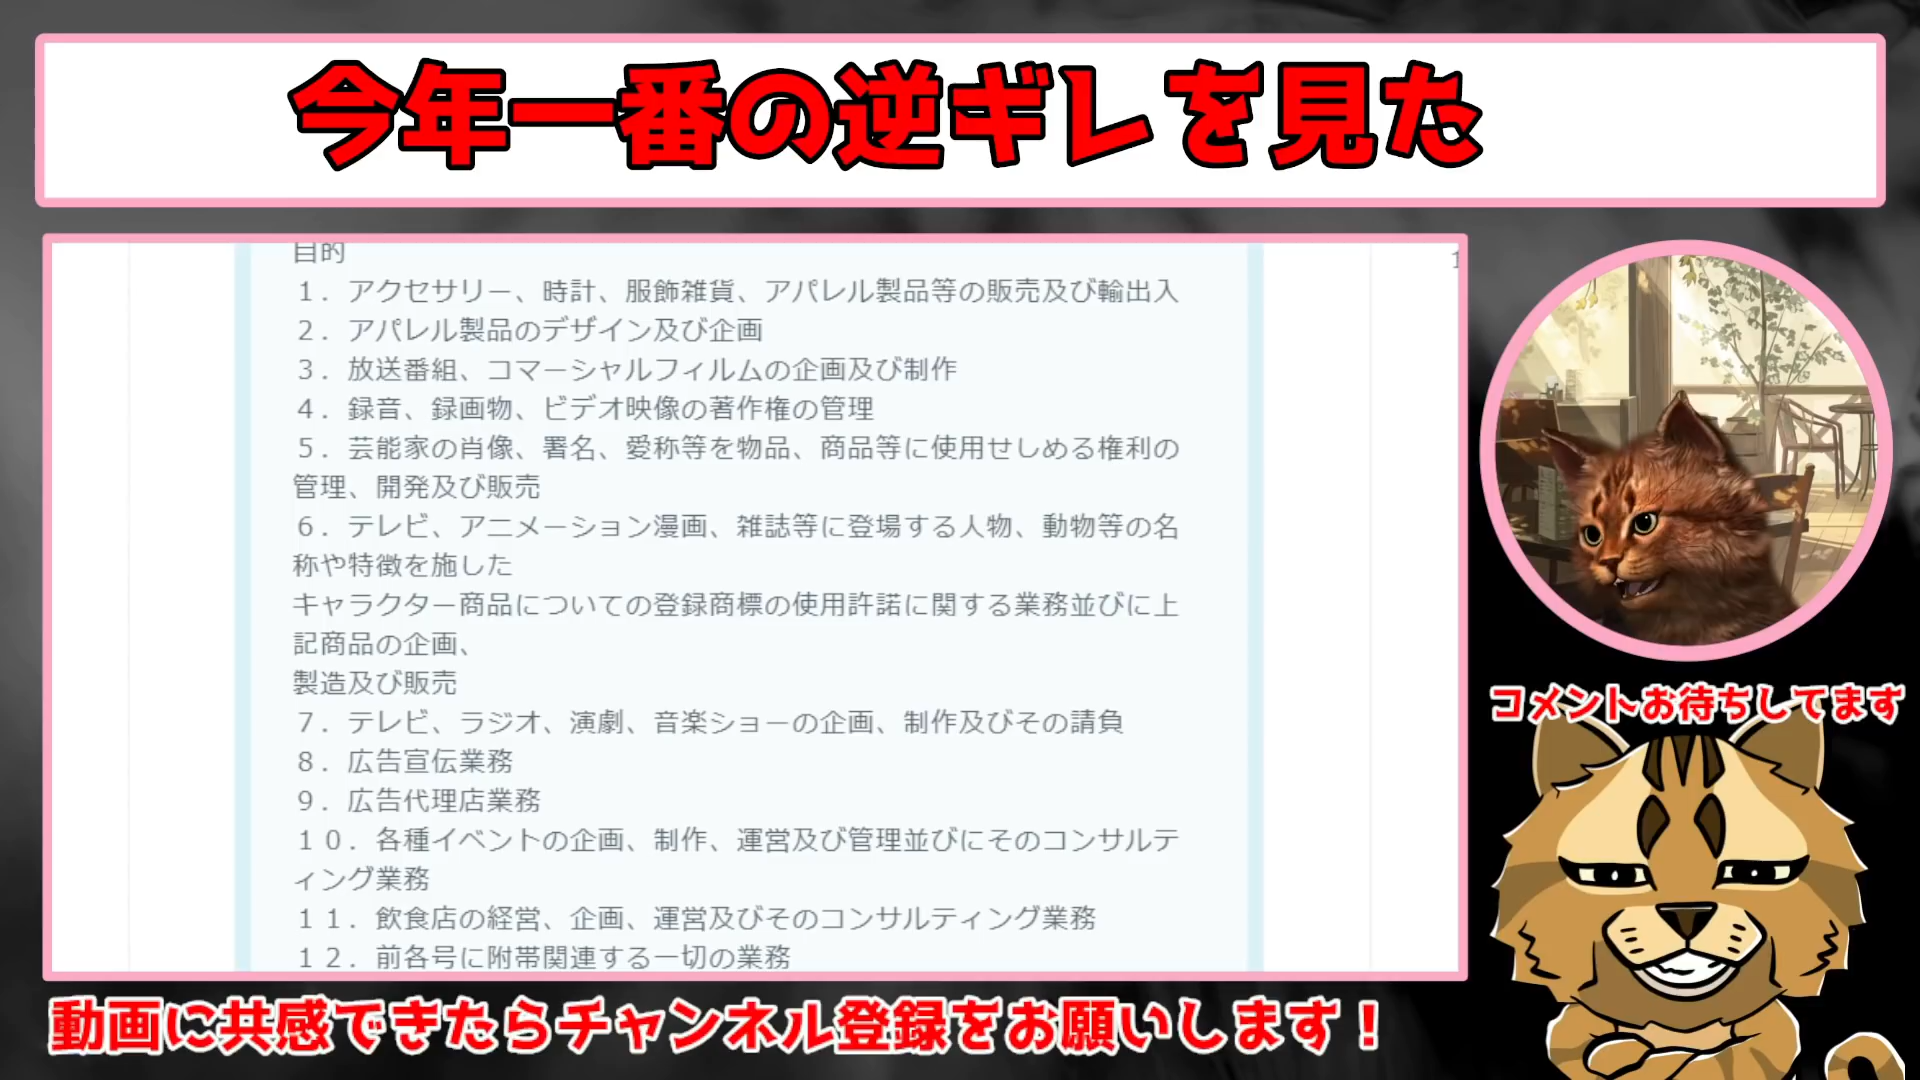 今年一番の逆ギレを見た
目的
１．アクセサリー、時計、服飾雑貨、アパレル製品等の販売及び輸出入
２．アパレル製品のデザイン及び企画
３．放送番組、コマーシャルフィルムの企画及び制作
４．録音、録画物、ビデオ映像の著作権の管理
５．芸能家の肖像、署名、愛称等を物品、商品等に使用せしめる権利の
管理、開発及び販売
６．テレビ、アニメーション漫画、雑誌等に登場する人物、動物等の名
称や特徴を施した
キャラクター商品についての登録商標の使用許諾に関する業務並びに上
記商品の企画、
製造及び販売
７．テレビ、ラジオ、演劇、音楽ショーの企画、制作及びその請負
８．広告宣伝業務
９．広告代理店業務
１０．各種イベントの企画、制作、運営及び管理並びにそのコンサルテ
ィング業務
１１．飲食店の経営、企画、運営及びそのコンサルティング業務
１２．前各号に附帯関連する一切の業務
コメントお待ちしてます
動画に共感できたらチャンネル登録をお願いします！